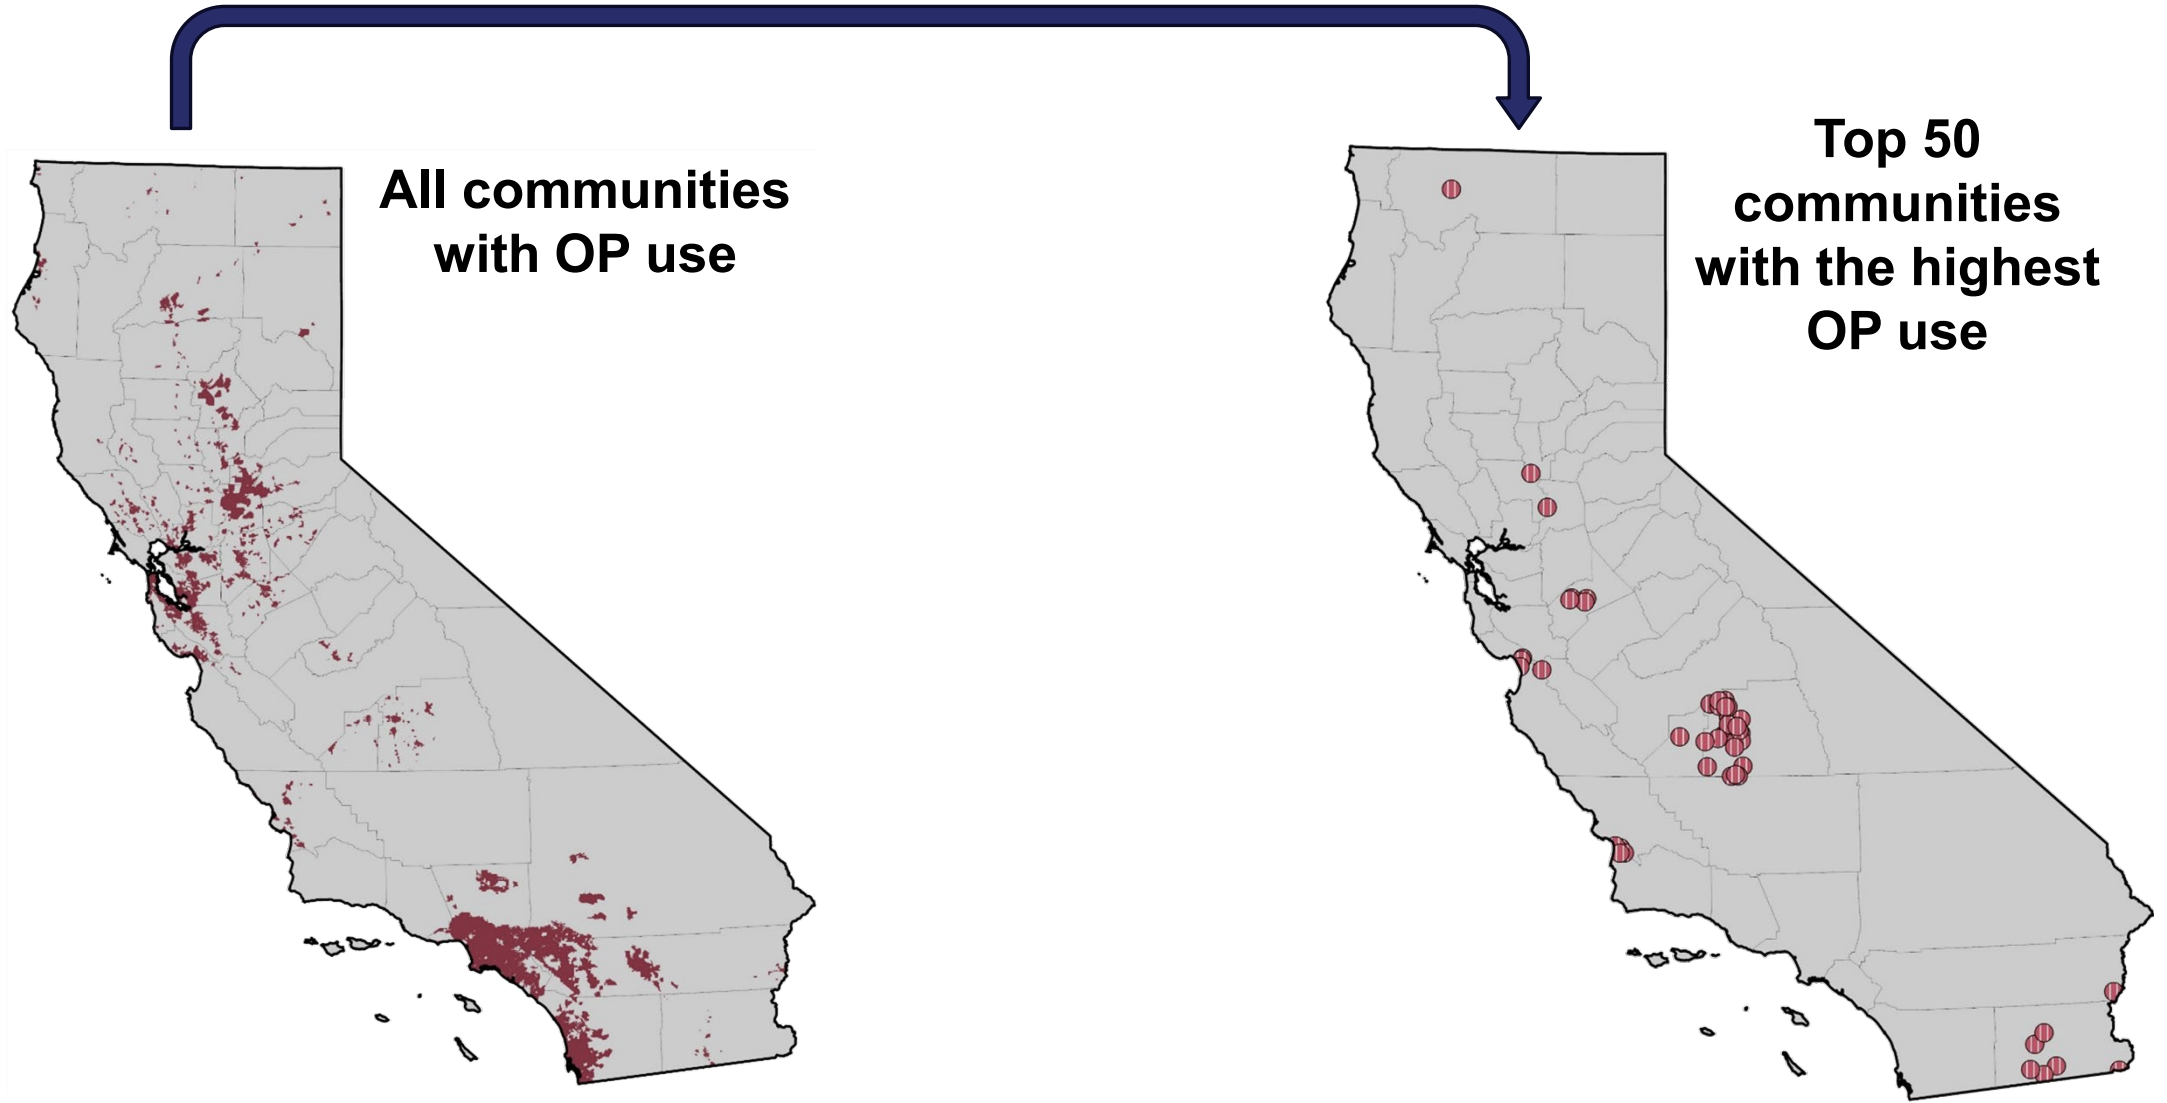 All communities
with OP use
Top 50
communities
with the highest
OP use